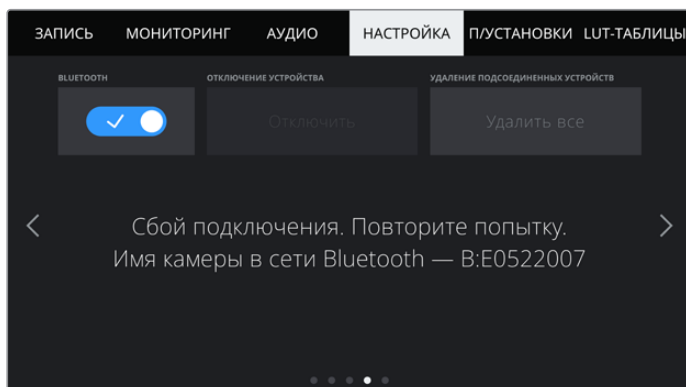 ЗАПИСЬ МОНИТОРИНГ АУДИО НАСТРОЙКА П/УСТАНОВКИ LUT-ТАБЛИЦЫ
BLUETOOTH ОТКЛЮЧЕНИЕ УСТРОЙСТВА УДАЛЕНИЕ ПОДСОЕДИНЕННЫХ УСТРОЙСТВ
Отключить Удалить все
Сбой подключения. Повторите попытку.
Имя камеры в сети Bluetooth — B:E0522007